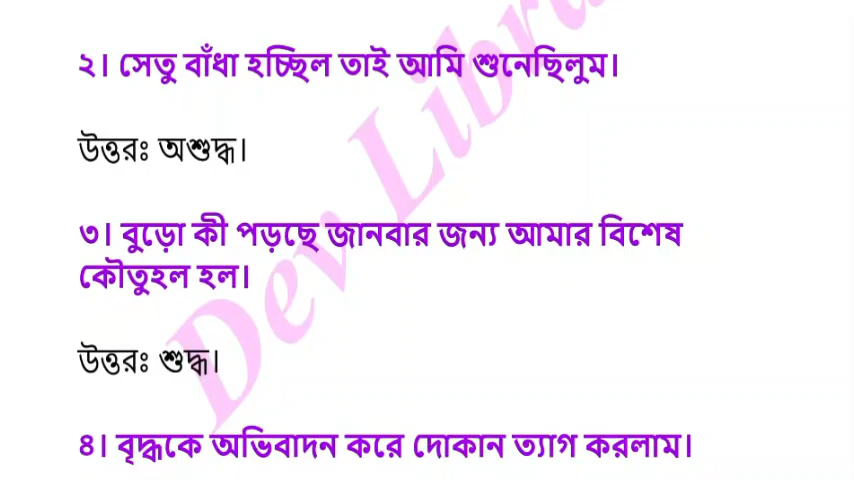 ২। সেতু বাঁধা হচ্ছিল তাই আমি শুনেছিলুম।
উত্তরঃ অশুদ্ধ।
৩। বুড়ো কী পড়ছে জানবার জন্য আমার বিশেষ
কৌতুহল হল।
উত্তরঃ শুদ্ধ।
৪। বৃদ্ধকে অভিবাদন করে দোকান ত্যাগ করলাম।
Dev Libra